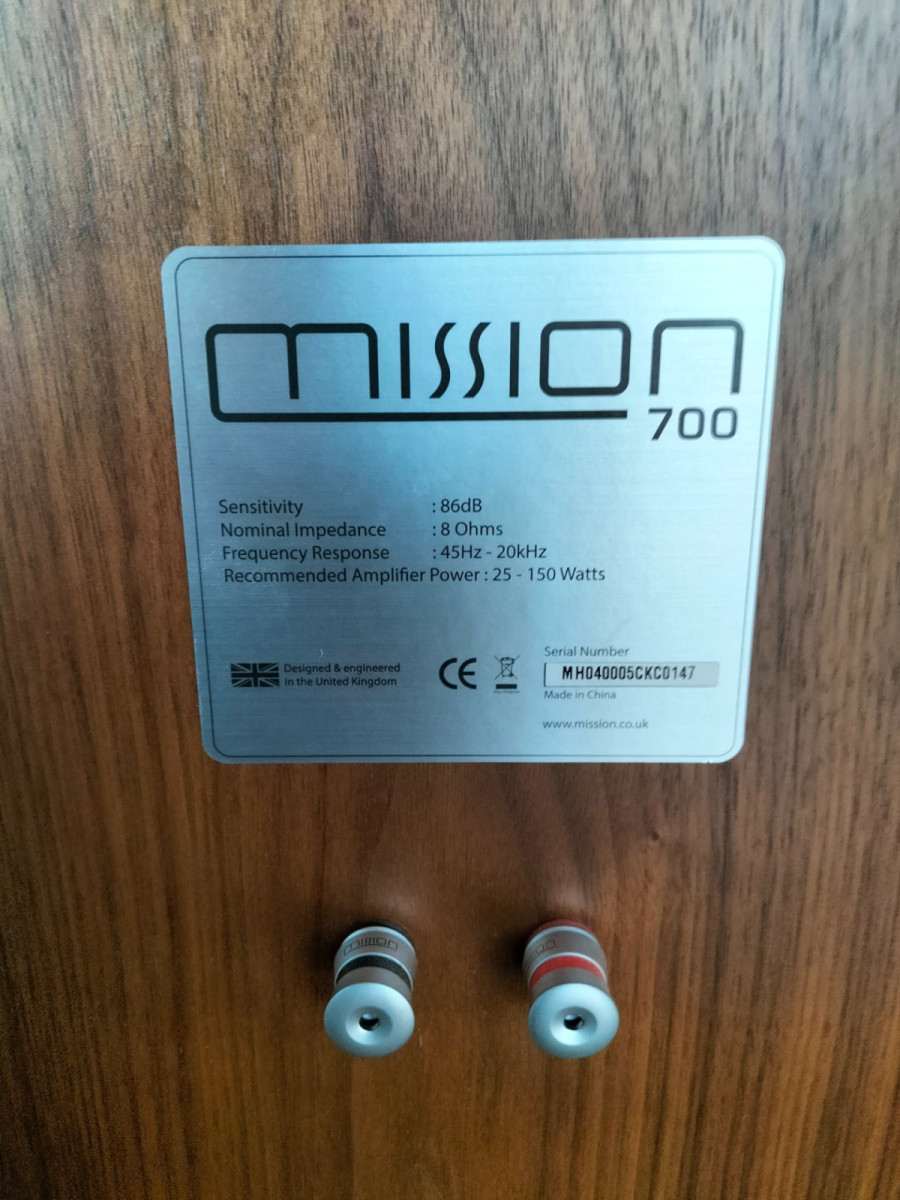 mission
700
Sensitivity : 86dB
Nominal Impedance : 8 Ohms
Frequency Response : 45Hz - 20kHz
Recommended Amplifier Power : 25 - 150 Watts
Designed & engineered
in the United Kingdom
CE
Serial Number
MH040005CKC0147
Made in China
www.mission.co.uk
mission